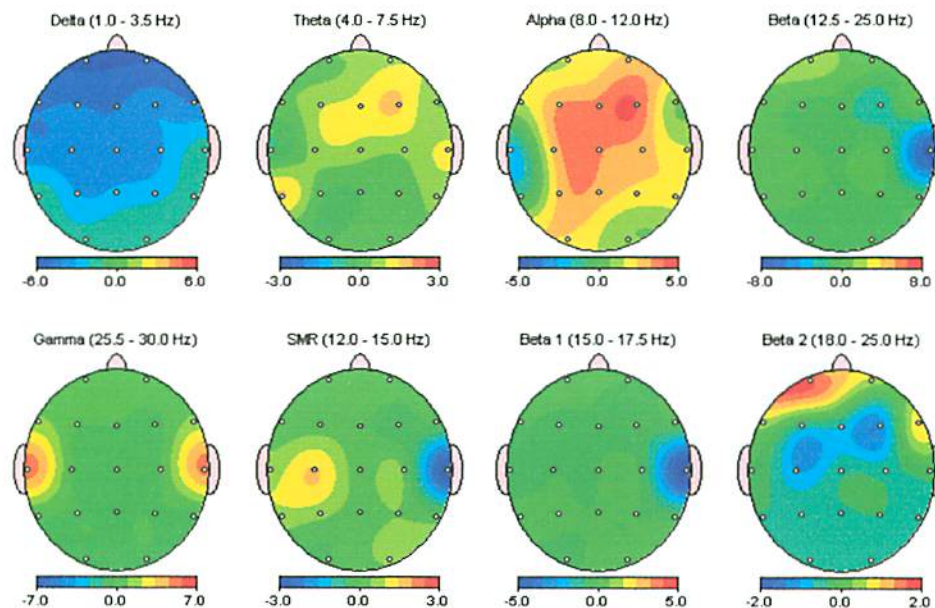 Delta (1.0 - 3.5 Hz) Theta (4.0 - 7.5 Hz) Alpha (8.0 - 12.0 Hz) Beta (12.5 - 25.0 Hz)
-6.0 0.0 6.0 -3.0 0.0 3.0 -5.0 0.0 5.0 -8.0 0.0 8.0
Gamma (25.5 - 30.0 Hz) SMR (12.0 - 15.0 Hz) Beta 1 (15.0 - 17.5 Hz) Beta 2 (18.0 - 25.0 Hz)
-7.0 0.0 7.0 -3.0 0.0 3.0 -5.0 0.0 5.0 -2.0 0.0 2.0